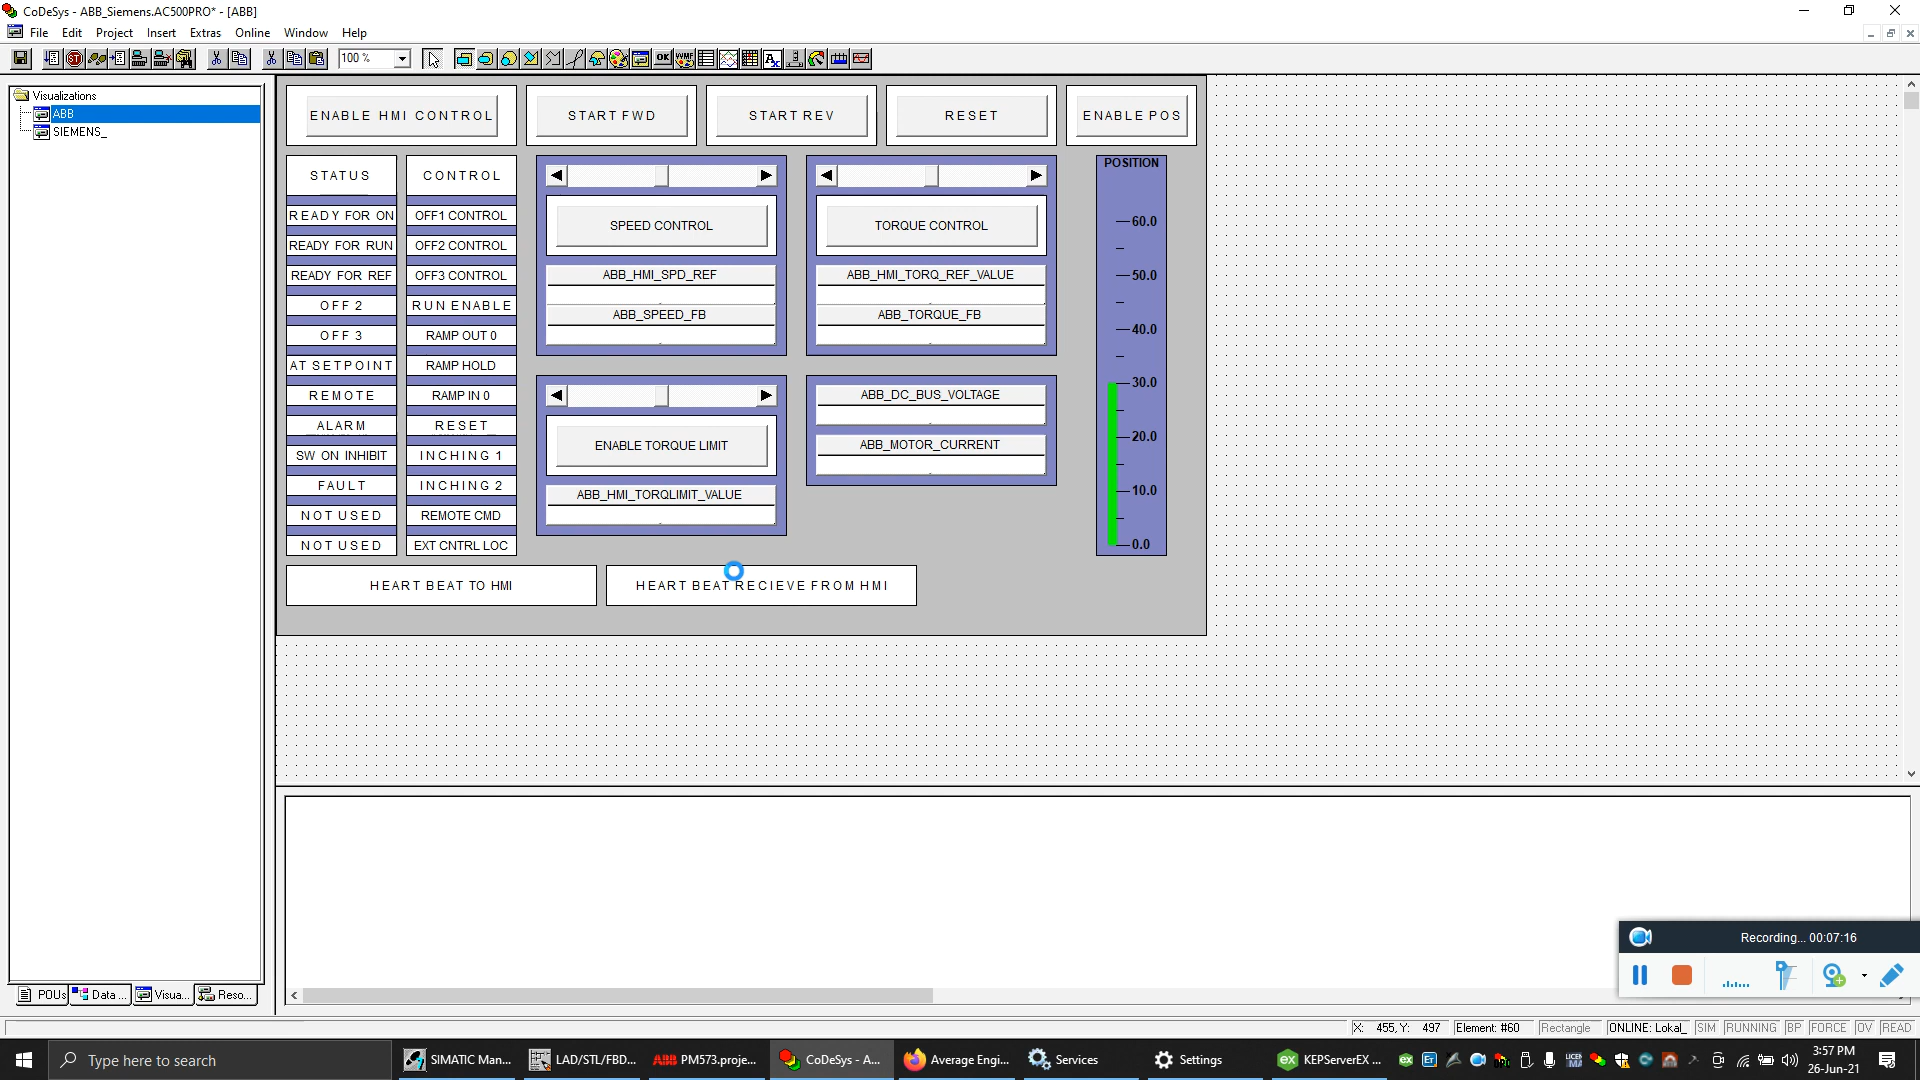 CoDeSys - ABB_Siemens.AC500PRO* - [ABB]
File Edit Project Insert Extras Online Window Help
100 %
OK
Visualizations
ABB
SIEMENS_
ENABLE HMI CONTROL
START FWD
START REV
RESET
ENABLE POS
STATUS
READY FOR ON
READY FOR RUN
READY FOR REF
OFF 2
OFF 3
AT SETPOINT
REMOTE
ALARM
SW ON INHIBIT
FAULT
NOT USED
NOT USED
CONTROL
OFF1 CONTROL
OFF2 CONTROL
OFF3 CONTROL
RUN ENABLE
RAMP OUT 0
RAMP HOLD
RAMP IN 0
RESET
INCHING 1
INCHING 2
REMOTE CMD
EXT CNTRL LOC
SPEED CONTROL
ABB_HMI_SPD_REF
ABB_SPEED_FB
TORQUE CONTROL
ABB_HMI_TORQ_REF_VALUE
ABB_TORQUE_FB
ENABLE TORQUE LIMIT
ABB_HMI_TORQLIMIT_VALUE
ABB_DC_BUS_VOLTAGE
ABB_MOTOR_CURRENT
POSITION
60.0
50.0
40.0
30.0
20.0
10.0
0.0
HEART BEAT TO HMI
HEART BEAT RECIEVE FROM HMI
Recording... 00:07:16
POUs Data ... Visua... Reso...
X: 455, Y: 497 Element: #60 Rectangle ONLINE: Lokal_ SIM RUNNING BP FORCE OV READ
Type here to search
SIMATIC Man...
LAD/STL/FBD...
ABB PM573.proje...
CoDeSys - A...
Average Engi...
Services
Settings
KEPServerEX ...
3:57 PM
26-Jun-21